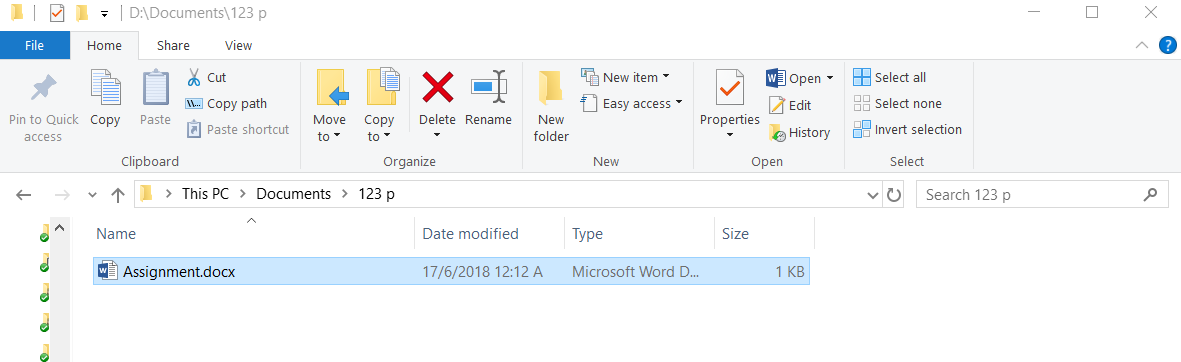 D:\Documents\123 p
File Home Share View
Pin to Quick access
Copy
Paste
Cut
Copy path
Paste shortcut
Clipboard
Move to
Copy to
Delete
Rename
Organize
New folder
New item
Easy access
New
Properties
Open
Edit
History
Open
Select all
Select none
Invert selection
Select
This PC > Documents > 123 p
Search 123 p
Name Date modified Type Size
Assignment.docx 17/6/2018 12:12 A Microsoft Word D... 1 KB